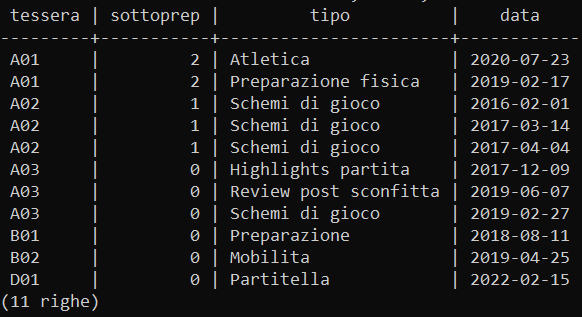 tessera | sottoprep | tipo | data
---------+-----------+-----------------------+------------
A01 | 2 | Atletica | 2020-07-23
A01 | 2 | Preparazione fisica | 2019-02-17
A02 | 1 | Schemi di gioco | 2016-02-01
A02 | 1 | Schemi di gioco | 2017-03-14
A02 | 1 | Schemi di gioco | 2017-04-04
A03 | 0 | Highlights partita | 2017-12-09
A03 | 0 | Review post sconfitta | 2019-06-07
A03 | 0 | Schemi di gioco | 2019-02-27
B01 | 0 | Preparazione | 2018-08-11
B02 | 0 | Mobilita | 2019-04-25
D01 | 0 | Partitella | 2022-02-15
(11 righe)